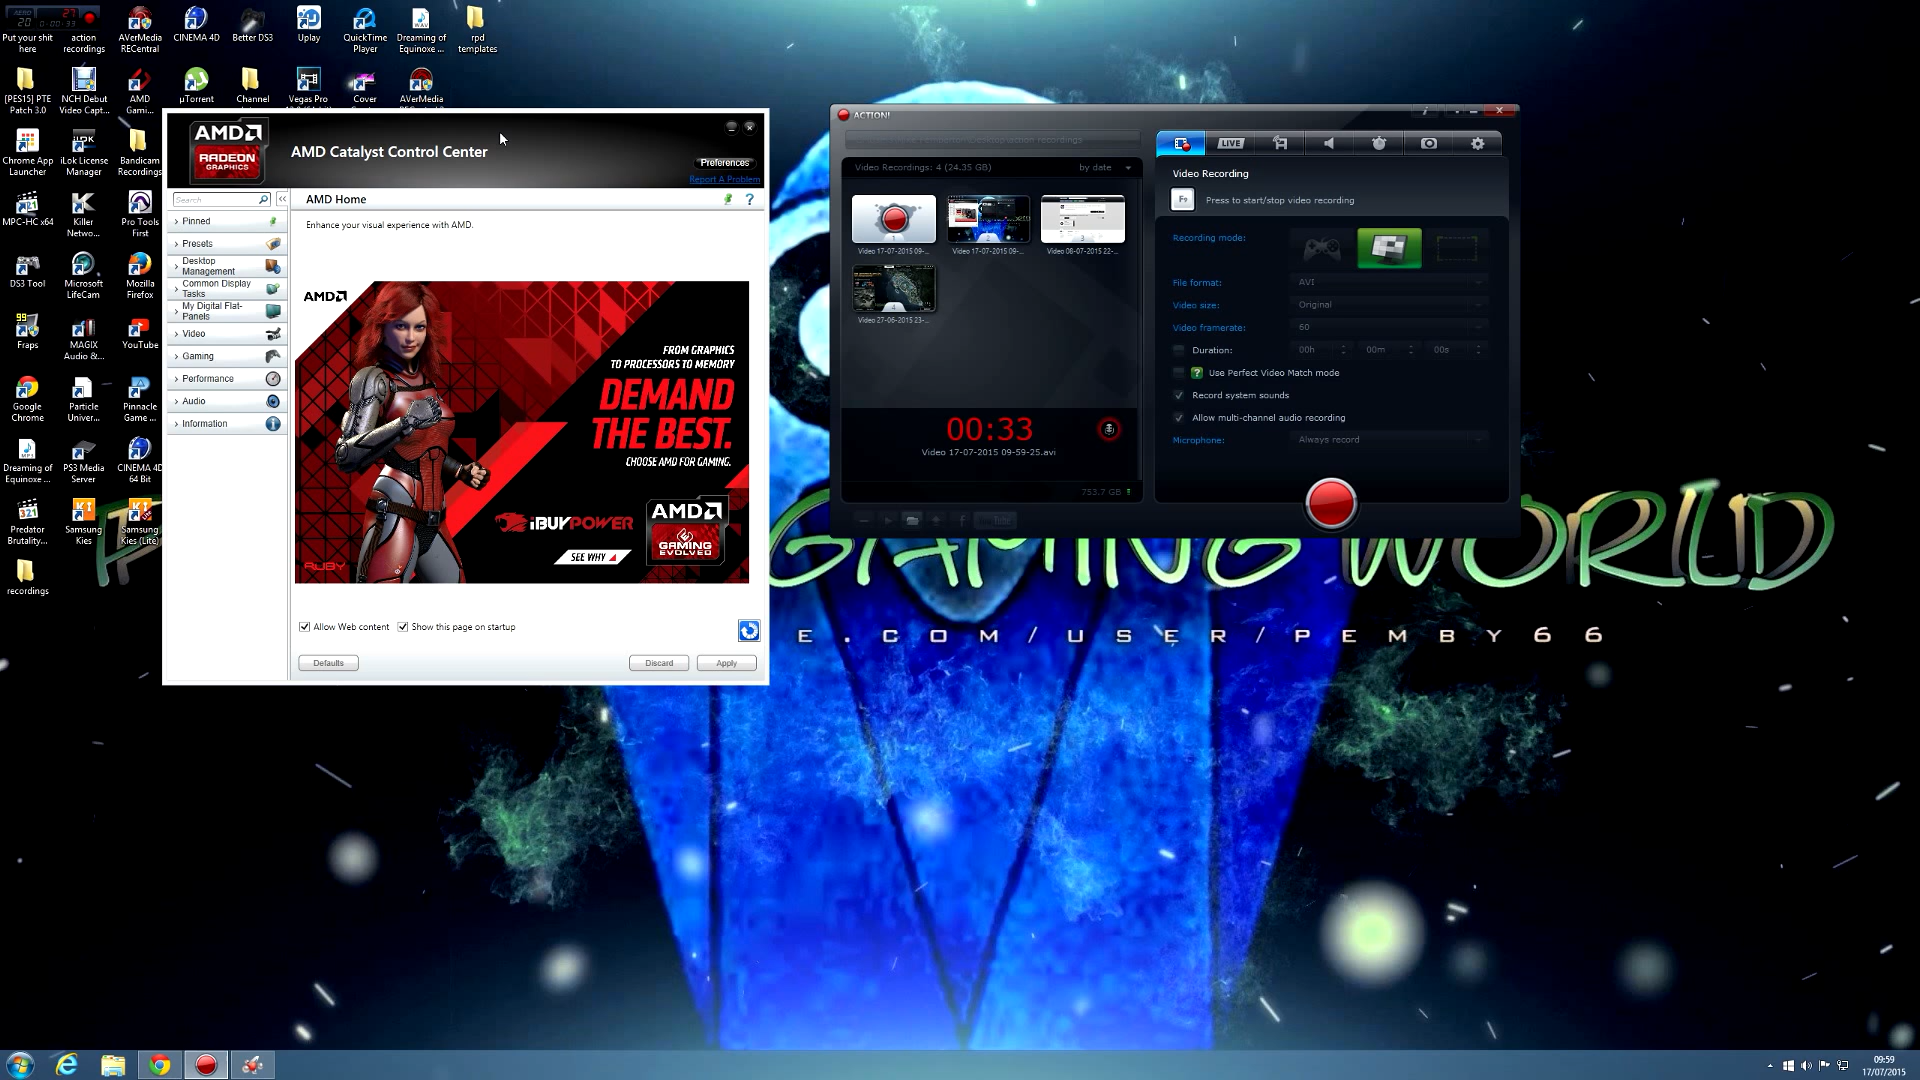 Put your shit here
action recordings
AVerMedia RECentral
CINEMA 4D
Better DS3
Uplay
QuickTime Player
Dreaming of Equinoxe ...
rpd templates
[PES15] PTE Patch 3.0
NCH Debut Video Capt...
AMD Gami...
µTorrent
Channel
Vegas Pro
Cover
AVerMedia
Chrome App Launcher
iLok License Manager
Bandicam Recordings
MPC-HC x64
Killer Netwo...
Pro Tools First
DS3 Tool
Microsoft LifeCam
Mozilla Firefox
99
Fraps
MAGIX Audio &...
YouTube
Google Chrome
Particle Univer...
Pinnacle Game ...
Dreaming of Equinoxe ...
PS3 Media Server
CINEMA 4D 64 Bit
Predator Brutality...
Samsung Kies
Samsung Kies (Lite)
recordings
AMD
RADEON GRAPHICS
AMD Catalyst Control Center
Preferences
Report A Problem
Search
AMD Home
Pinned
Presets
Desktop Management
Common Display Tasks
My Digital Flat-Panels
Video
Gaming
Performance
Audio
Information
Enhance your visual experience with AMD.
AMD
FROM GRAPHICS
TO PROCESSORS TO MEMORY
DEMAND
THE BEST.
CHOOSE AMD FOR GAMING.
iBUYPOWER
AMD
GAMING EVOLVED
SEE WHY
RUBY
Allow Web content
Show this page on startup
Defaults
Discard
Apply
ACTION!
Video Recordings: 4 (24.35 GB)
by date
1
Video 17-07-2015 09-...
2
Video 17-07-2015 09-...
3
Video 08-07-2015 22-...
4
Video 27-06-2015 23-...
00:33
Video 17-07-2015 09-59-25.avi
753.7 GB
LIVE
Video Recording
F9
Press to start/stop video recording
Recording mode:
File format:
AVI
Video size:
Original
Video framerate:
60
Duration:
00h
00m
00s
Use Perfect Video Match mode
Record system sounds
Allow multi-channel audio recording
Microphone:
Always record
GAMING WORLD
E.COM/USER/PEMBY66
09:59
17/07/2015